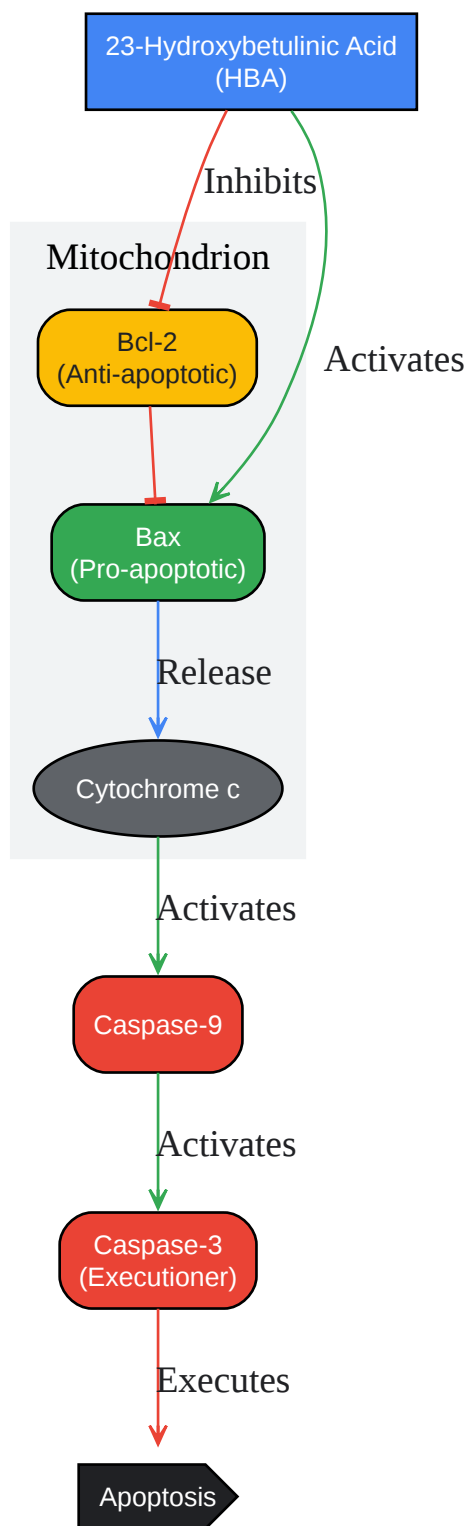 23-Hydroxybetulinic Acid
(HBA)
Inhibits
Mitochondrion
Bcl-2
(Anti-apoptotic)
Activates
Bax
(Pro-apoptotic)
Release
Cytochrome c
Activates
Caspase-9
Activates
Caspase-3
(Executioner)
Executes
Apoptosis